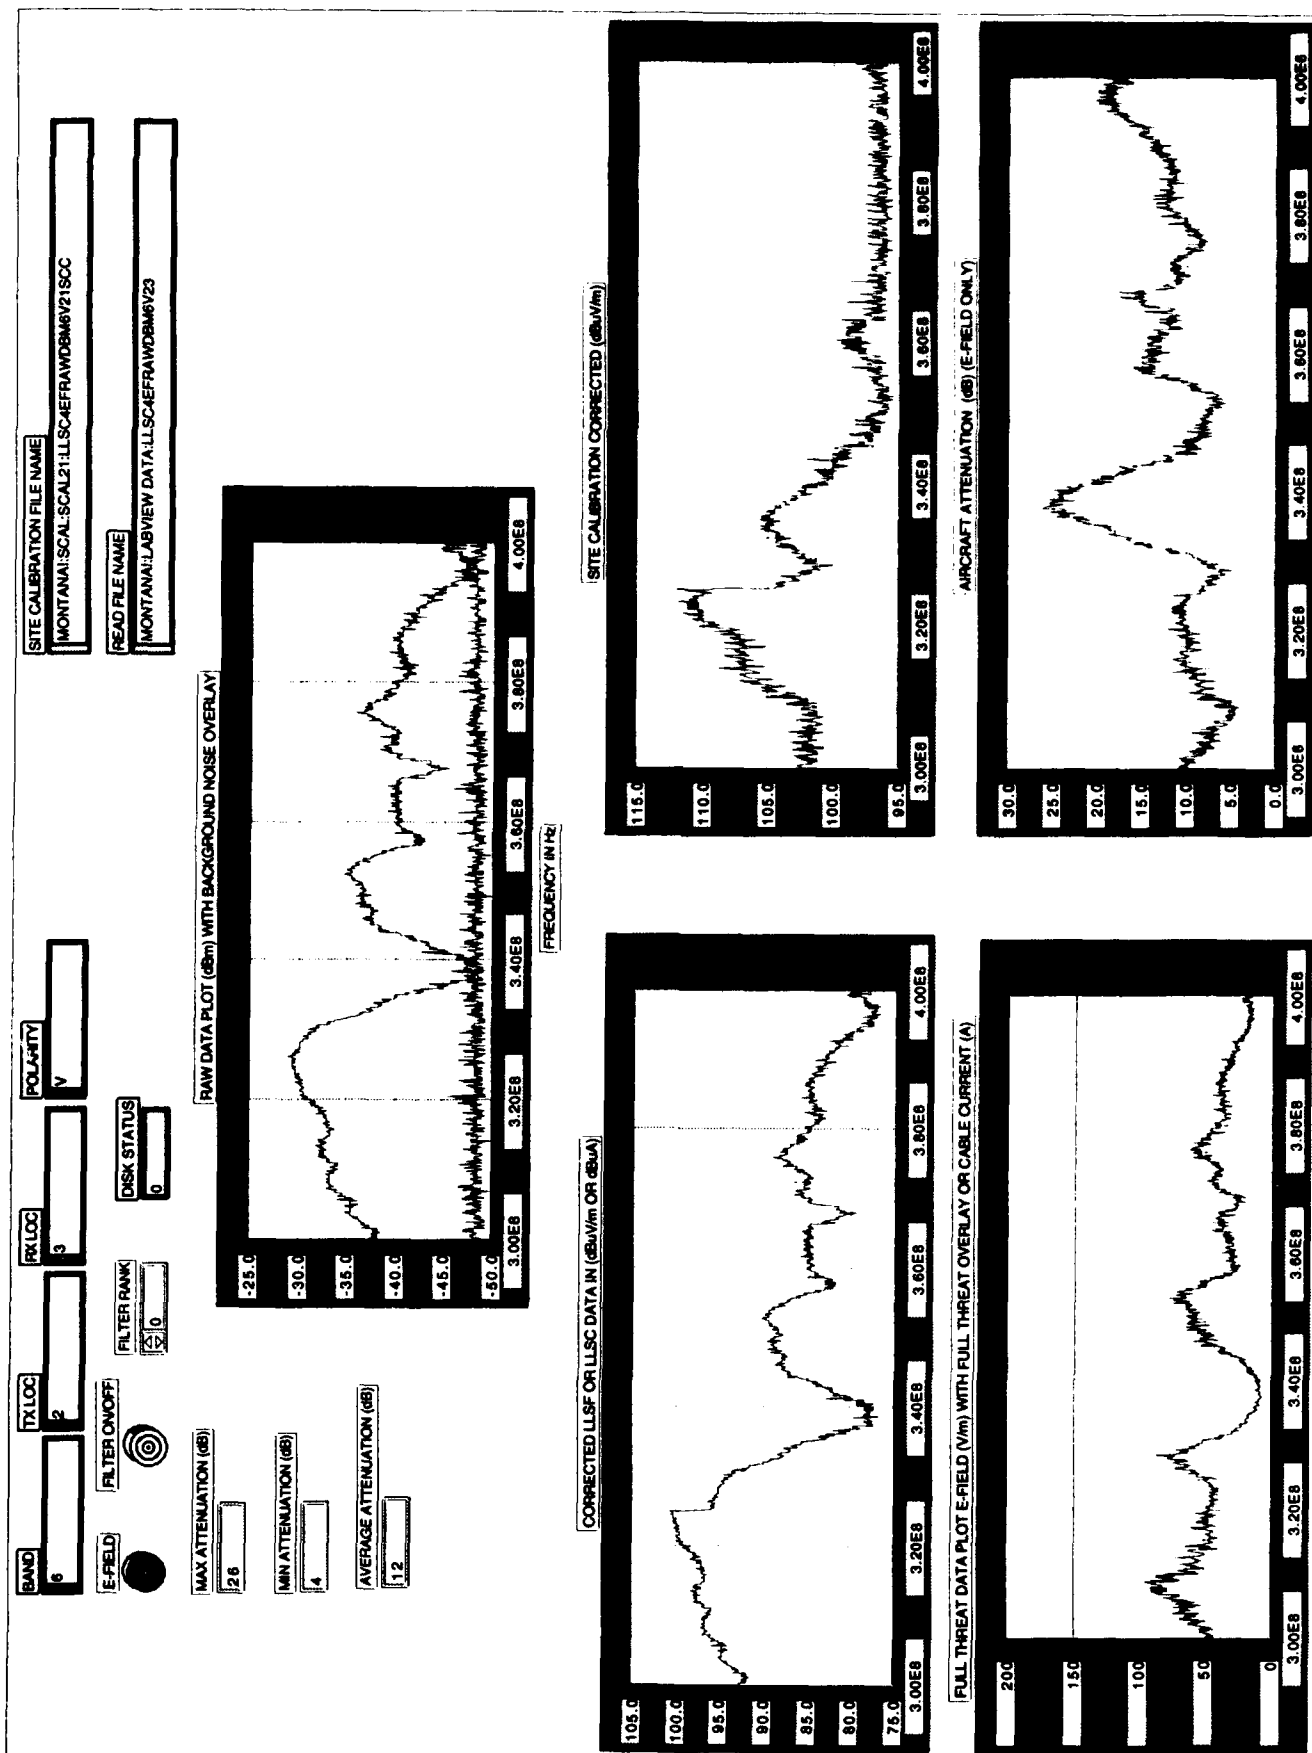 BAND
6
TX LOC
2
RX LOC
3
POLARITY
V
SITE CALIBRATION FILE NAME
MONTANAI:SCAL:SCAL21:LLSC4EFRAWDBM6V21SCC
E-FIELD
FILTER ON/OFF
FILTER RANK
0
DISK STATUS
0
READ FILE NAME
MONTANAI:LABVIEW DATA:LLSC4EFRAWDBM6V23
MAX ATTENUATION (dB)
26
MIN ATTENUATION (dB)
4
AVERAGE ATTENUATION (dB)
12
RAW DATA PLOT (dBm) WITH BACKGROUND NOISE OVERLAY
-25.0
-30.0
-35.0
-40.0
-45.0
-50.0
3.00E8 3.20E8 3.40E8 3.60E8 3.80E8 4.00E8
FREQUENCY IN Hz
CORRECTED LLSF OR LLSC DATA IN (dBuV/m OR dBuA)
105.0
100.0
95.0
90.0
85.0
80.0
75.0
3.00E8 3.20E8 3.40E8 3.60E8 3.80E8 4.00E8
SITE CALIBRATION CORRECTED (dBuV/m)
115.0
110.0
105.0
100.0
95.0
3.00E8 3.20E8 3.40E8 3.60E8 3.80E8 4.00E8
FULL THREAT DATA PLOT E-FIELD (V/m) WITH FULL THREAT OVERLAY OR CABLE CURRENT (A)
200
150
100
50
0
3.00E8 3.20E8 3.40E8 3.60E8 3.80E8 4.00E8
AIRCRAFT ATTENUATION (dB) (E-FIELD ONLY)
30.0
25.0
20.0
15.0
10.0
5.0
0.0
3.00E8 3.20E8 3.40E8 3.60E8 3.80E8 4.00E8